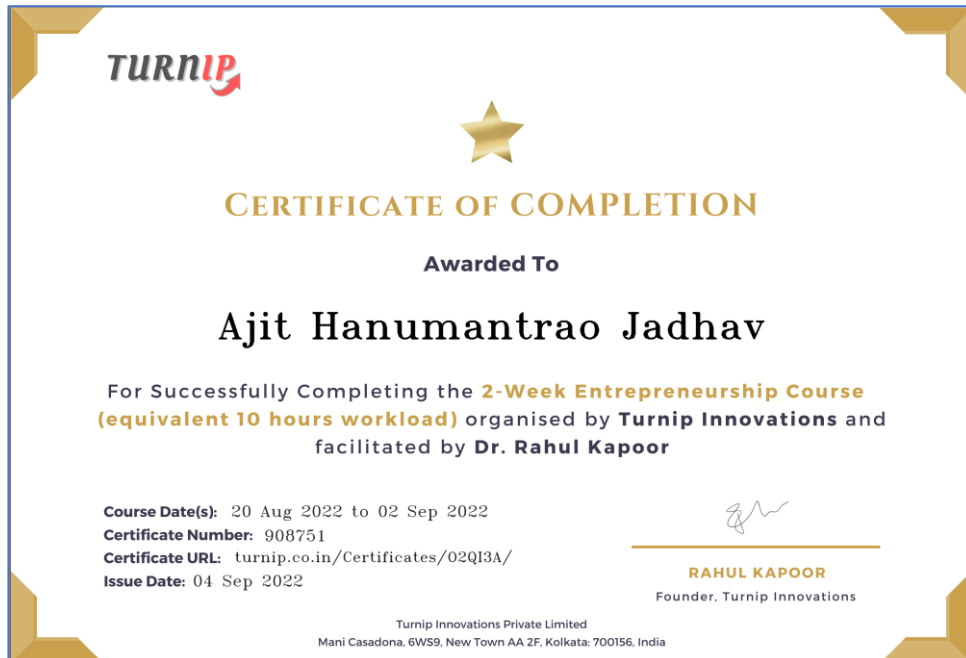 TURNIP
CERTIFICATE OF COMPLETION
Awarded To
Ajit Hanumantrao Jadhav
For Successfully Completing the 2-Week Entrepreneurship Course
(equivalent 10 hours workload) organised by Turnip Innovations and
facilitated by Dr. Rahul Kapoor
Course Date(s): 20 Aug 2022 to 02 Sep 2022
Certificate Number: 908751
Certificate URL: turnip.co.in/Certificates/02QI3A/
Issue Date: 04 Sep 2022
RAHUL KAPOOR
Founder, Turnip Innovations
Turnip Innovations Private Limited
Mani Casadona, 6WS9, New Town AA 2F, Kolkata: 700156, India